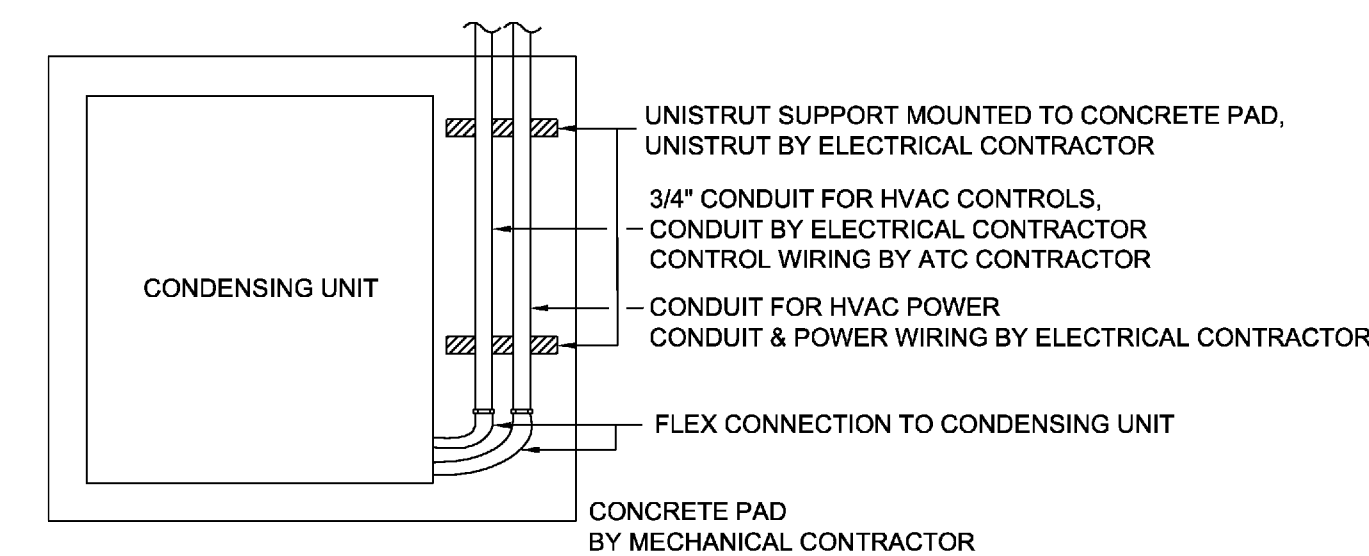 UNISTRUT SUPPORT MOUNTED TO CONCRETE PAD,
UNISTRUT BY ELECTRICAL CONTRACTOR
3/4" CONDUIT FOR HVAC CONTROLS,
CONDUIT BY ELECTRICAL CONTRACTOR
CONTROL WIRING BY ATC CONTRACTOR
CONDENSING UNIT
CONDUIT FOR HVAC POWER
CONDUIT & POWER WIRING BY ELECTRICAL CONTRACTOR
FLEX CONNECTION TO CONDENSING UNIT
CONCRETE PAD
BY MECHANICAL CONTRACTOR